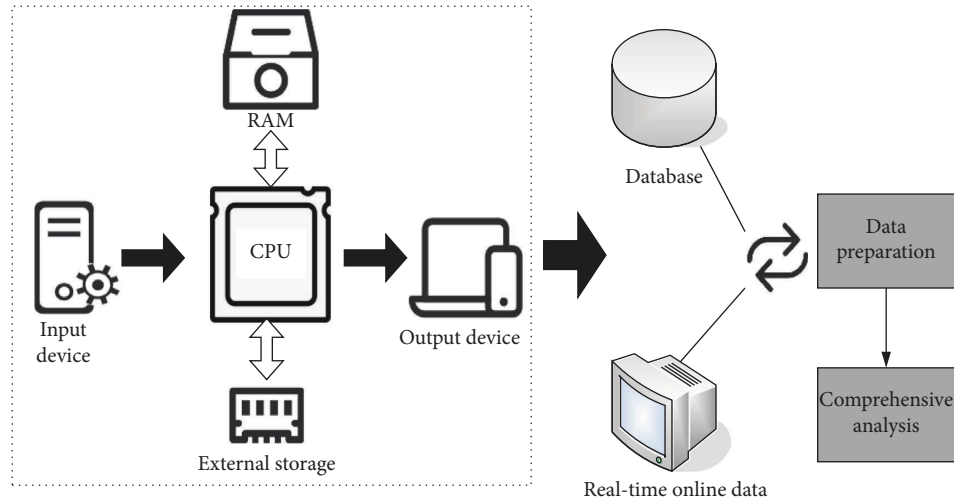 RAM
CPU
Input
device
Output device
External storage
Database
Real-time online data
Data
preparation
Comprehensive
analysis